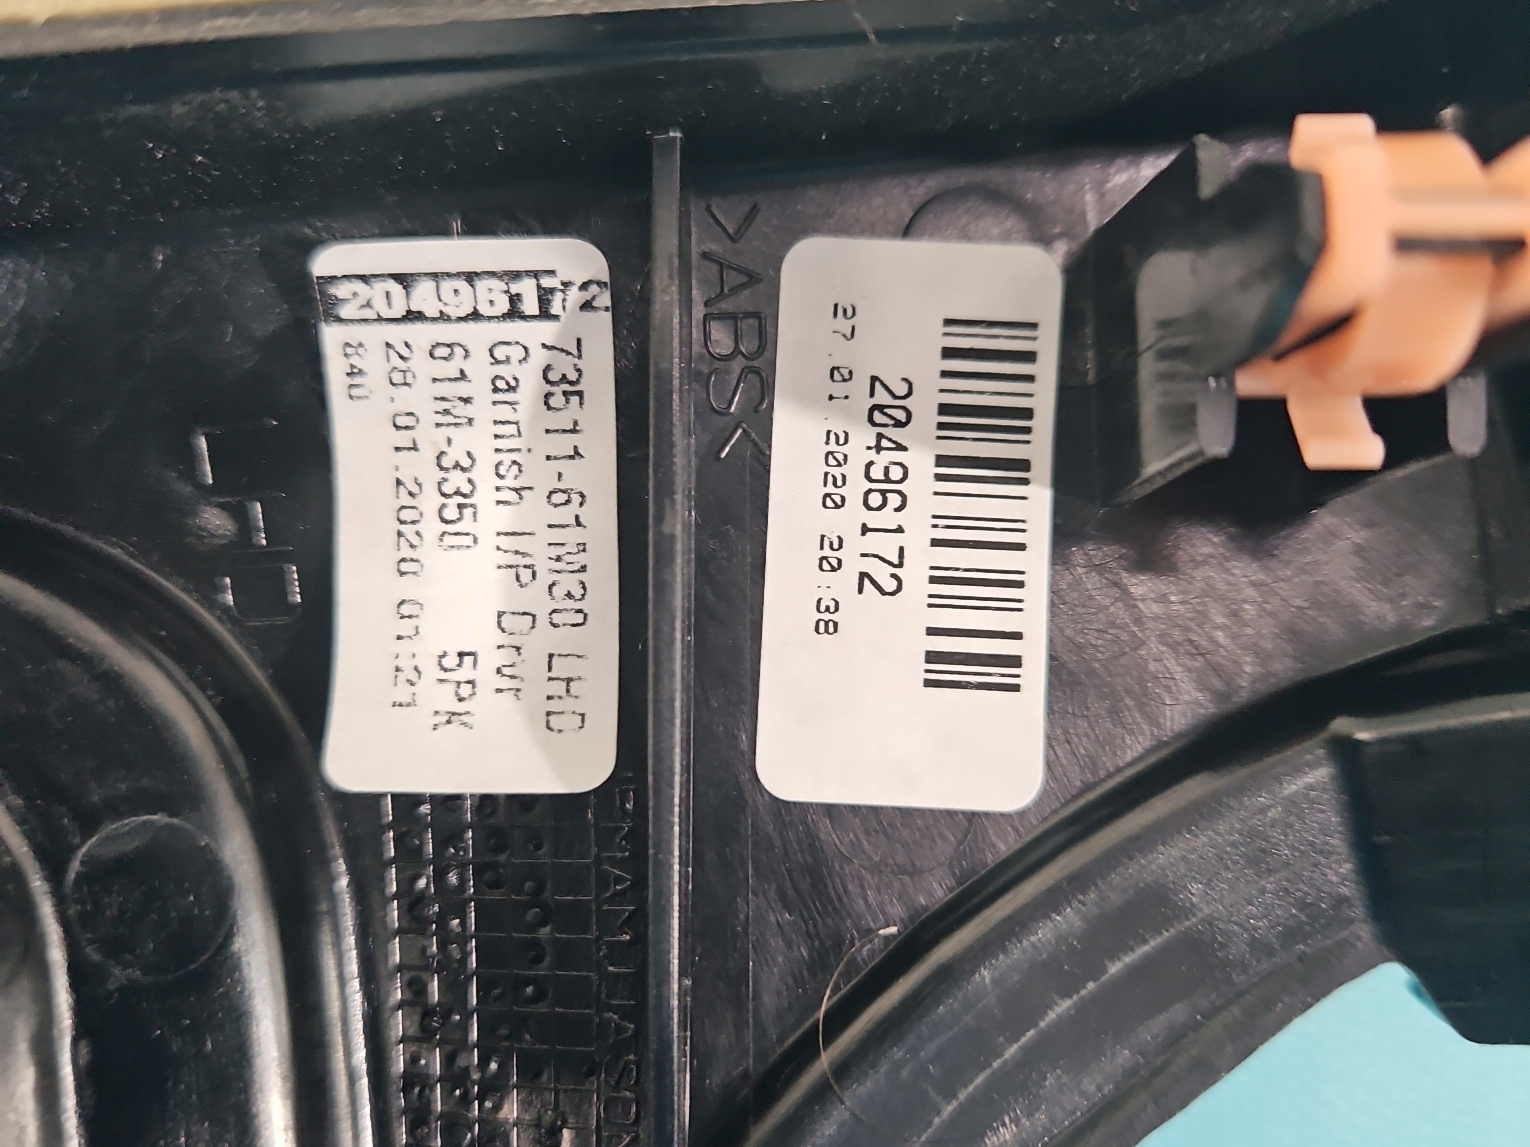 20496172
73511-61M30 LHD
Garnish I/P Drvr
61M-3350 5PK
28.01.2020 01:21
840
>ABS<
20496172
27.01.2020 20:38
JFMAMJJASON